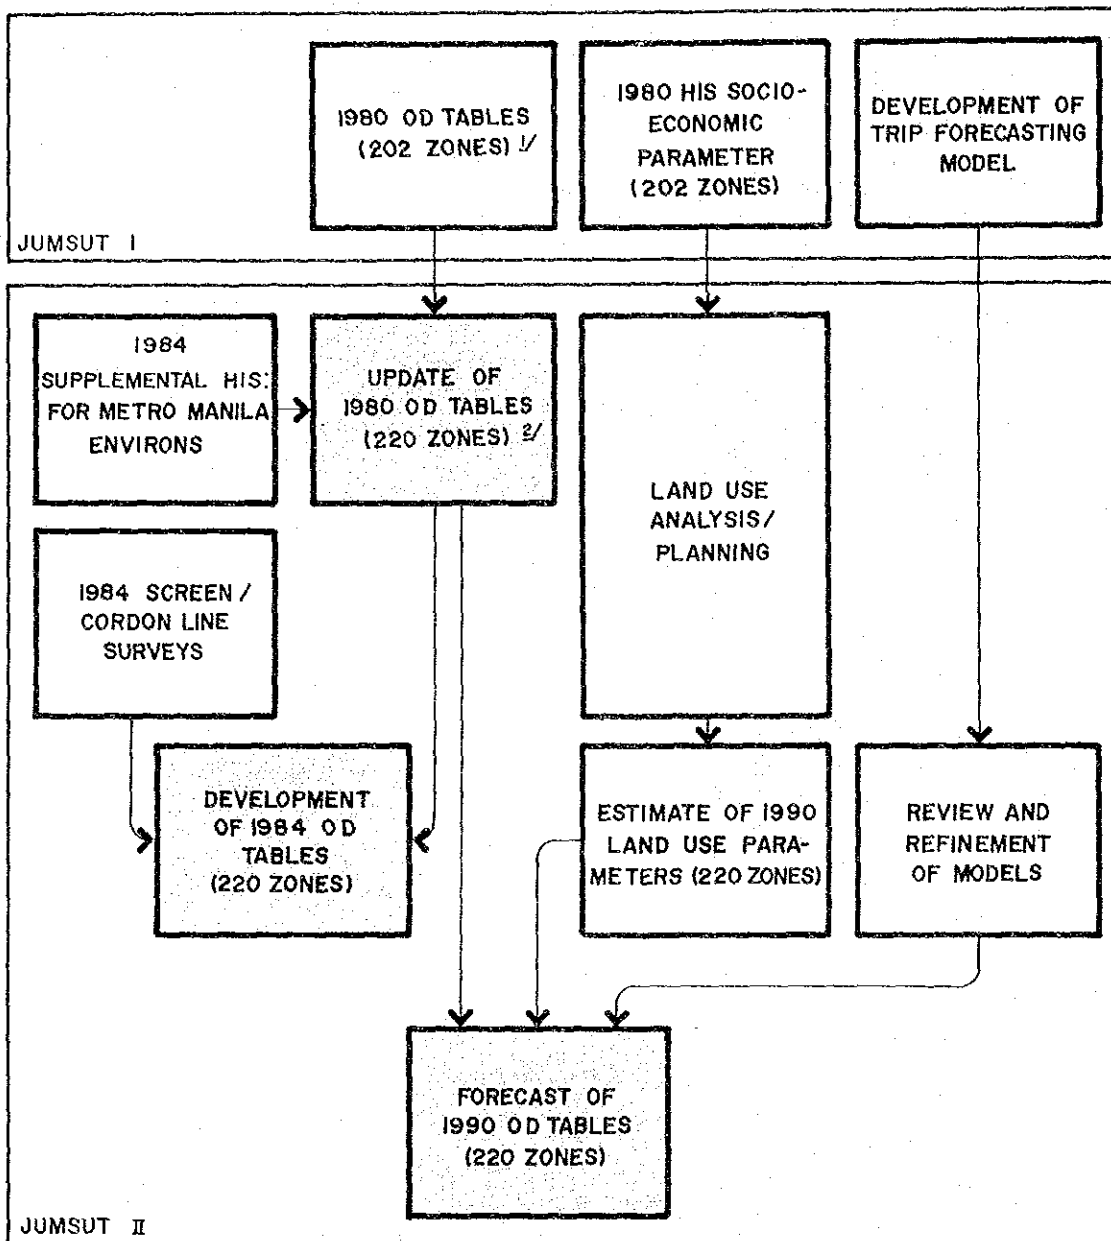 1980 OD TABLES
(202 ZONES) 1/
1980 HIS SOCIO-
ECONOMIC
PARAMETER
(202 ZONES)
DEVELOPMENT OF
TRIP FORECASTING
MODEL
JUMSUT I
1984
SUPPLEMENTAL HIS:
FOR METRO MANILA
ENVIRONS
UPDATE OF
1980 OD TABLES
(220 ZONES) 2/
LAND USE
ANALYSIS/
PLANNING
1984 SCREEN/
CORDON LINE
SURVEYS
DEVELOPMENT
OF 1984 OD
TABLES
(220 ZONES)
ESTIMATE OF 1990
LAND USE PARA-
METERS (220 ZONES)
REVIEW AND
REFINEMENT
OF MODELS
FORECAST OF
1990 OD TABLES
(220 ZONES)
JUMSUT II